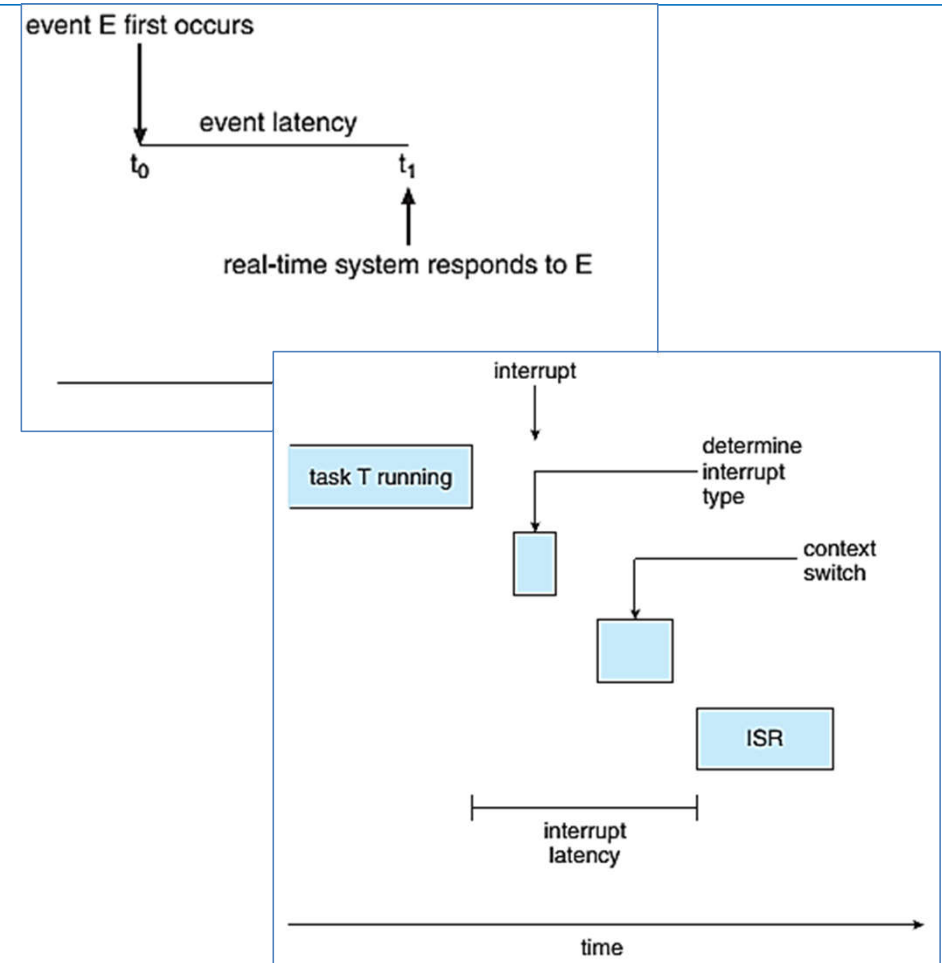 event E first occurs
event latency
t₀
t₁
real-time system responds to E
interrupt
task T running
determine
interrupt
type
context
switch
ISR
interrupt
latency
time